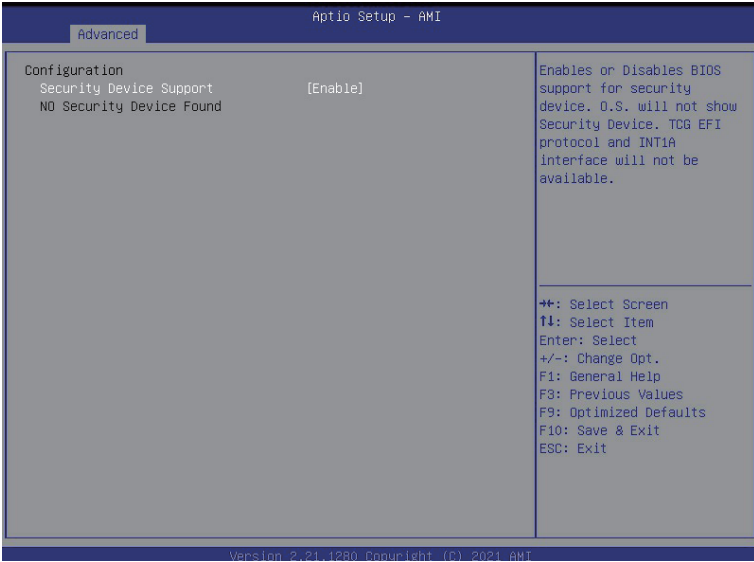 Aptio Setup – AMI
Advanced
Configuration
Security Device Support [Enable]
NO Security Device Found
Enables or Disables BIOS
support for security
device. O.S. will not show
Security Device. TCG EFI
protocol and INT1A
interface will not be
available.
→←: Select Screen
↑↓: Select Item
Enter: Select
+/-: Change Opt.
F1: General Help
F3: Previous Values
F9: Optimized Defaults
F10: Save & Exit
ESC: Exit
Version 2.21.1280 Copyright (C) 2021 AMI